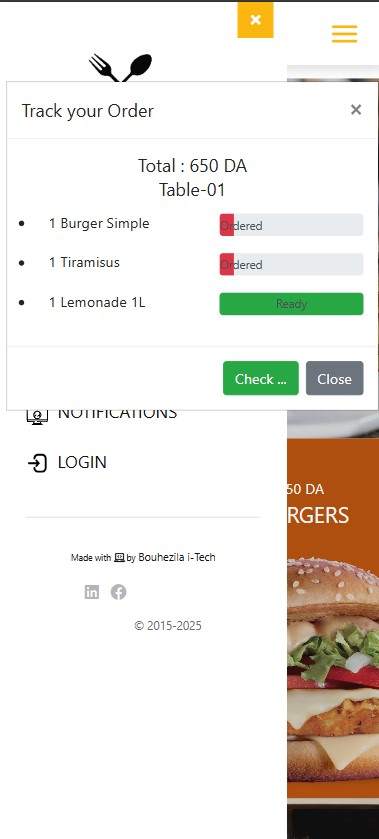 Track your Order
Total : 650 DA
Table-01
1 Burger Simple Ordered
1 Tiramisus Ordered
1 Lemonade 1L Ready
Check ... Close
NOTIFICATIONS
LOGIN
50 DA
RGERS
Made with by Bouhezila i-Tech
© 2015-2025